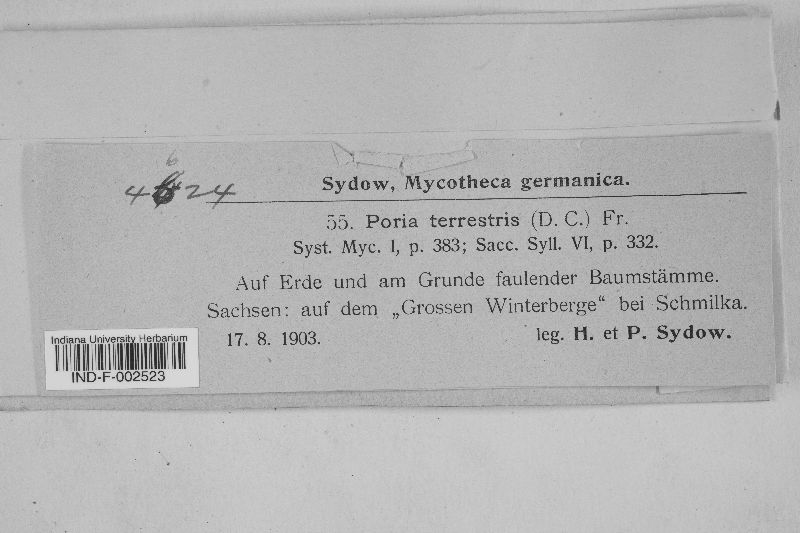 6
4624
Sydow, Mycotheca germanica.
55. Poria terrestris (D. C.) Fr.
Syst. Myc. I, p. 383; Sacc. Syll. VI, p. 332.
Auf Erde und am Grunde faulender Baumstämme.
Sachsen: auf dem „Grossen Winterberge“ bei Schmilka.
17. 8. 1903. leg. H. et P. Sydow.
Indiana University Herbarium
IND-F-002523